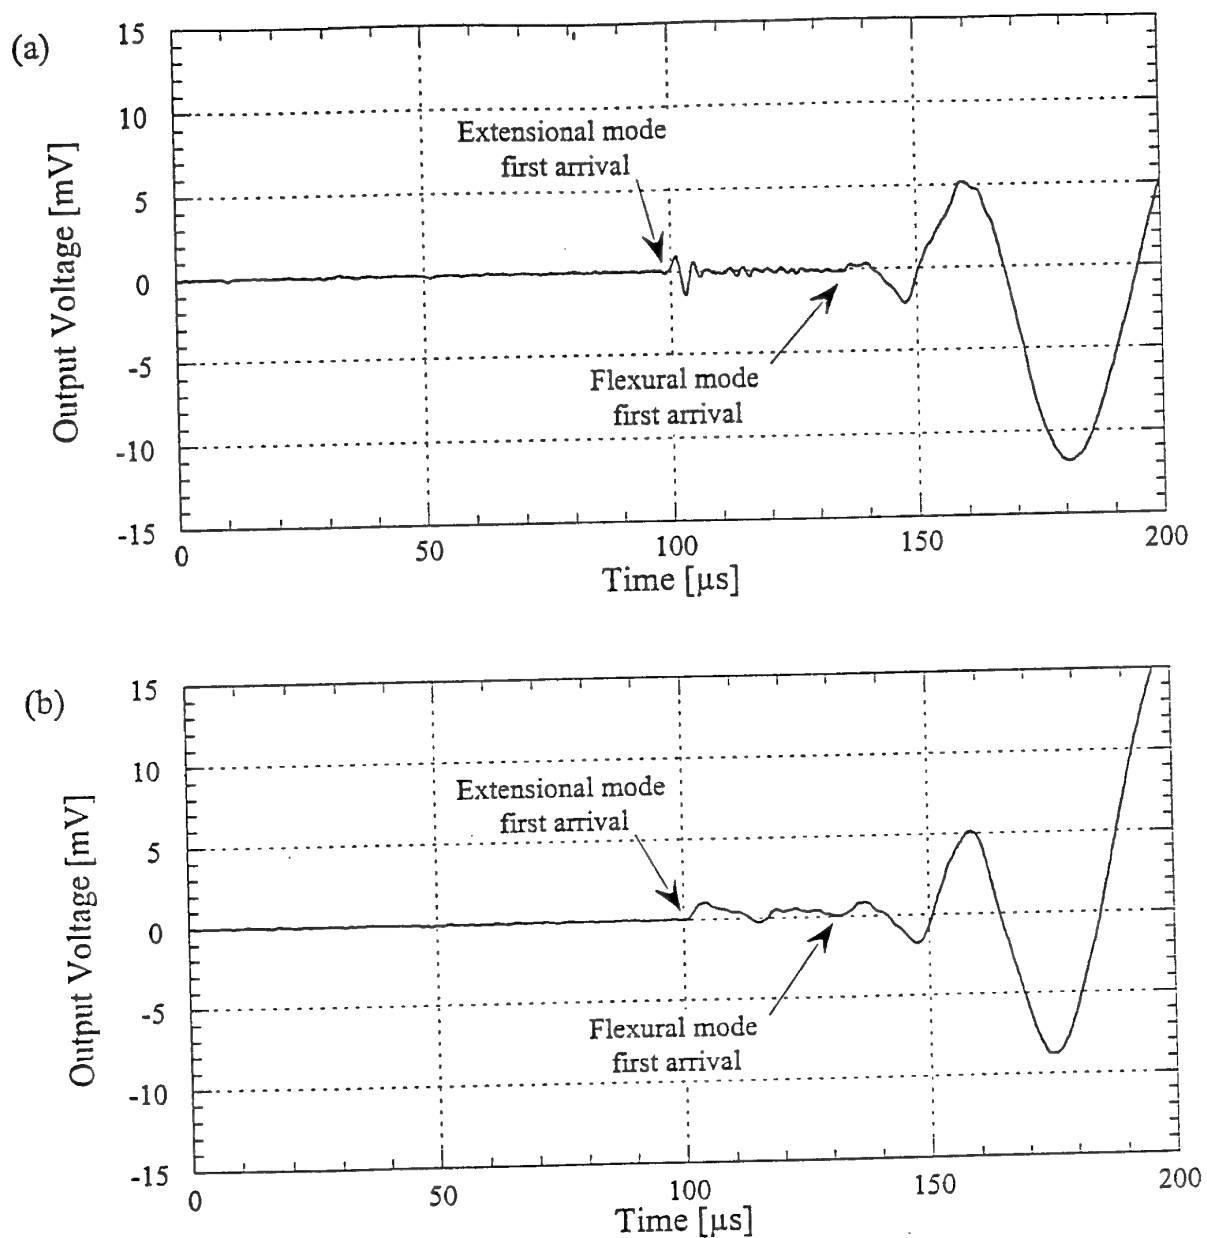 (a)
15
10
5
0
-5
-10
-15
Output Voltage [mV]
Extensional mode
first arrival
Flexural mode
first arrival
0
50
100
150
200
Time [μs]
(b)
15
10
5
0
-5
-10
-15
Output Voltage [mV]
Extensional mode
first arrival
Flexural mode
first arrival
0
50
100
150
200
Time [μs]